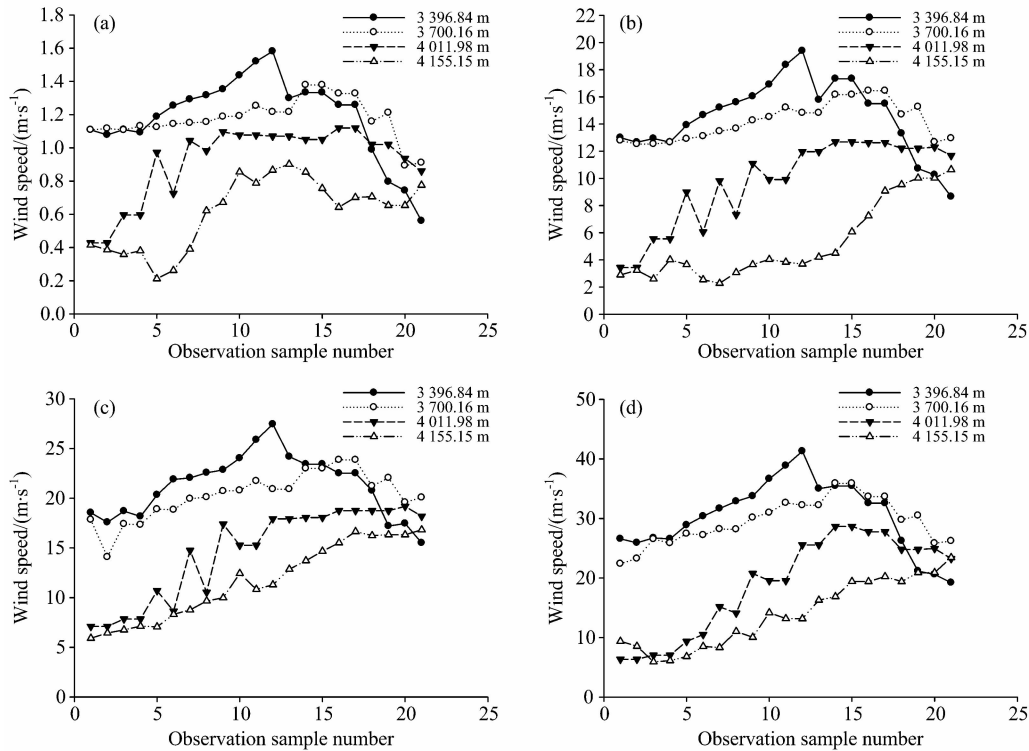 (a)
3 396.84 m
3 700.16 m
4 011.98 m
4 155.15 m
1.8
1.6
1.4
1.2
1.0
0.8
0.6
0.4
0.2
0.0
Wind speed/(m·s⁻¹)
0 5 10 15 20 25
Observation sample number
(b)
3 396.84 m
3 700.16 m
4 011.98 m
4 155.15 m
22
20
18
16
14
12
10
8
6
4
2
0
Wind speed/(m·s⁻¹)
0 5 10 15 20 25
Observation sample number
(c)
3 396.84 m
3 700.16 m
4 011.98 m
4 155.15 m
30
25
20
15
10
5
0
Wind speed/(m·s⁻¹)
0 5 10 15 20 25
Observation sample number
(d)
3 396.84 m
3 700.16 m
4 011.98 m
4 155.15 m
50
40
30
20
10
0
Wind speed/(m·s⁻¹)
0 5 10 15 20 25
Observation sample number